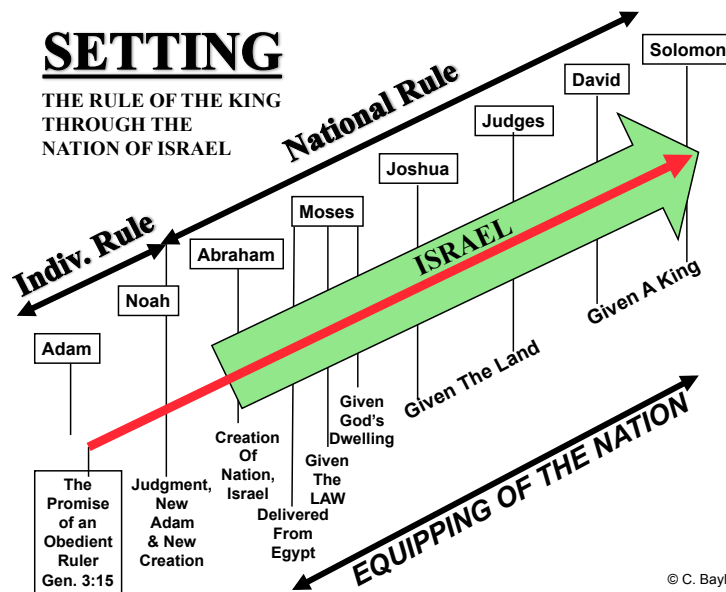 SETTING
THE RULE OF THE KING
THROUGH THE
NATION OF ISRAEL
Indiv. Rule
National Rule
Adam
Noah
Abraham
Moses
Joshua
Judges
David
Solomon
ISRAEL
The
Promise
of an
Obedient
Ruler
Gen. 3:15
Judgment,
New
Adam
& New
Creation
Creation
Of
Nation,
Israel
Delivered
From
Egypt
Given
The
LAW
Given
God's
Dwelling
Given The Land
Given A King
EQUIPPING OF THE NATION
© C. Bayl